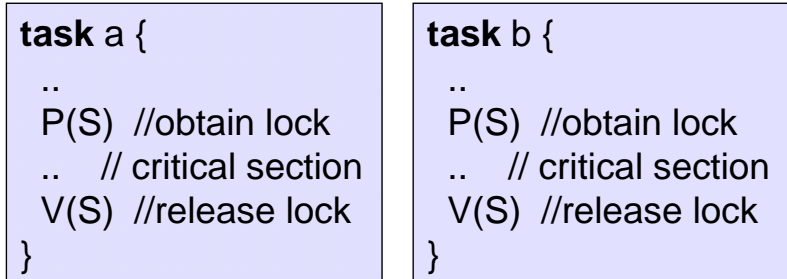 task a {
..
P(S) //obtain lock
.. // critical section
V(S) //release lock
}
task b {
..
P(S) //obtain lock
.. // critical section
V(S) //release lock
}